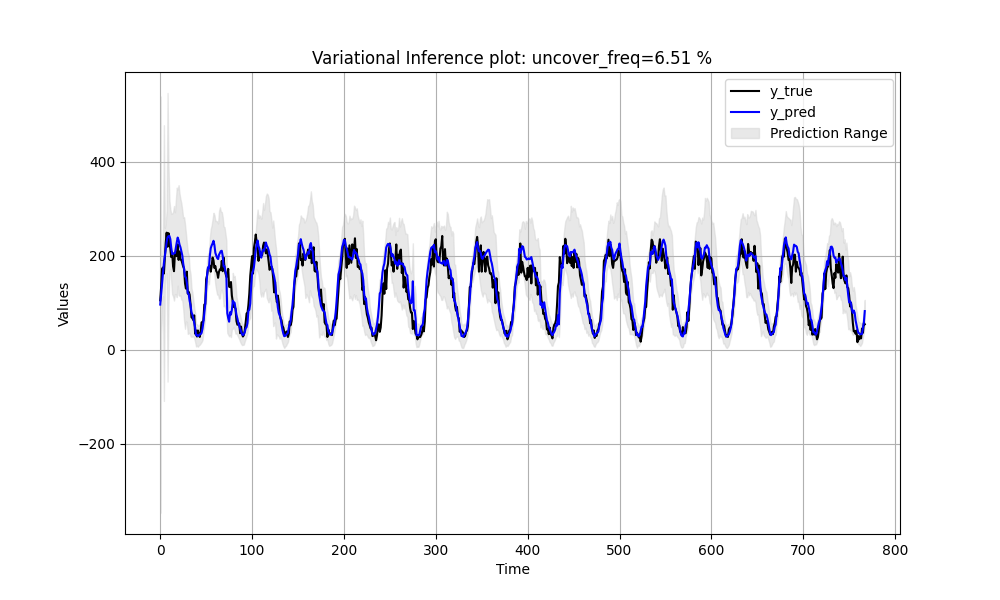 Variational Inference plot: uncover_freq=6.51 %
y_true
y_pred
Prediction Range
400
200
0
−200
Values
0 100 200 300 400 500 600 700 800
Time